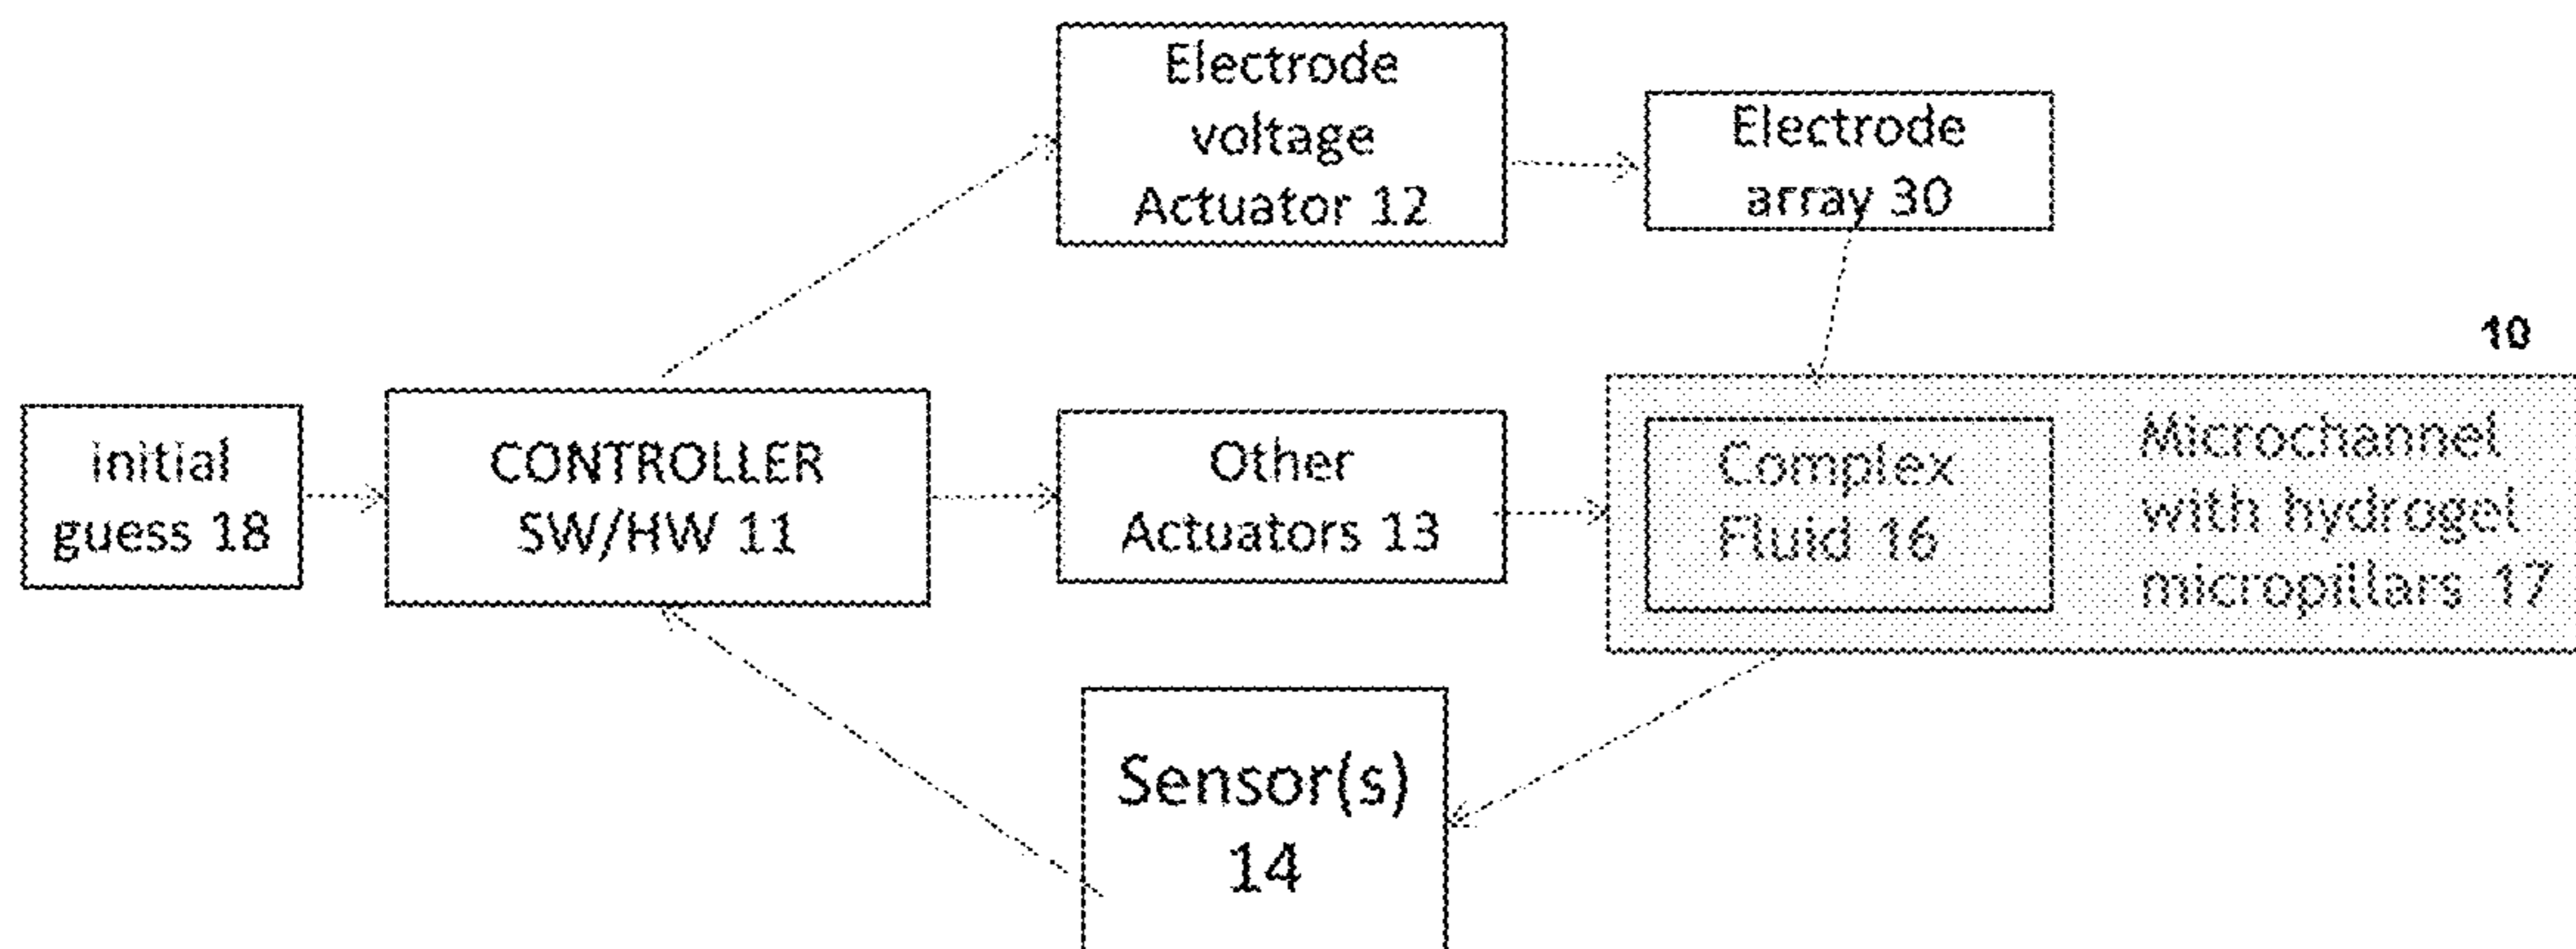 Electrode
voltage
Actuator 12
Electrode
array 30
10
initial
guess 18
CONTROLLER
SW/HW 11
Other
Actuators 13
Complex
Fluid 16
Microchannel
with hydrogel
micropillars 17
Sensor(s)
14